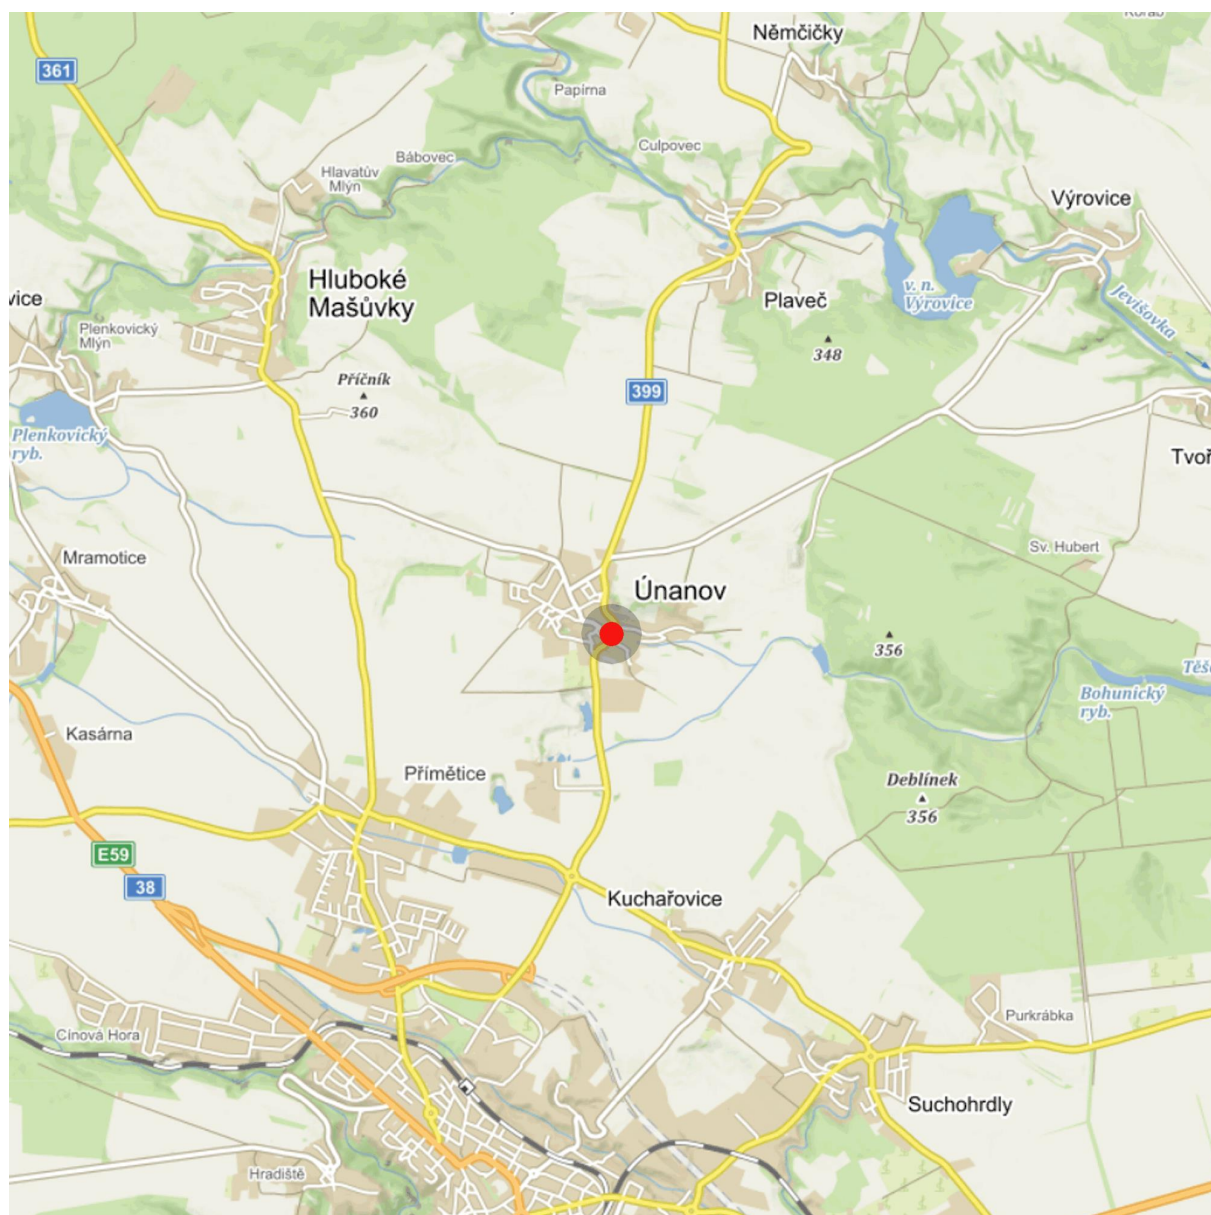 Němčičky
361
Papírna
Culpovec
Bábovec
Hlavatův
Mlýn
Výrovice
Hluboké
Mašůvky
vice
Plaveč
v. n.
Výrovice
Jevišovka
Plenkovický
Mlýn
348
Příčník
360
399
Plenkovický
ryb.
Tvoř
Mramotice
Sv. Hubert
Únanov
356
Bohunický
ryb.
Těš
Kasárna
Přímětice
Deblínek
356
E59
38
Kuchařovice
Cínová Hora
Purkrábka
Suchohrdly
Hradiště